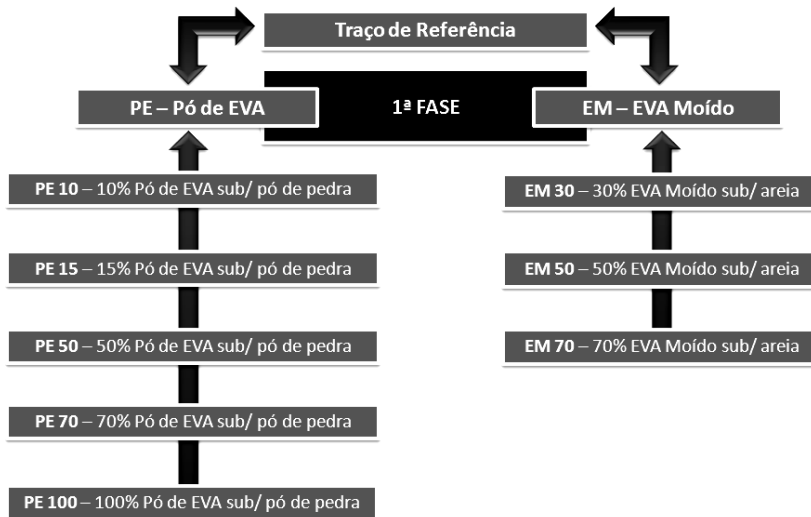 Traço de Referência
PE – Pó de EVA
1ª FASE
EM – EVA Moído
PE 10 – 10% Pó de EVA sub/ pó de pedra
EM 30 – 30% EVA Moído sub/ areia
PE 15 – 15% Pó de EVA sub/ pó de pedra
EM 50 – 50% EVA Moído sub/ areia
PE 50 – 50% Pó de EVA sub/ pó de pedra
EM 70 – 70% EVA Moído sub/ areia
PE 70 – 70% Pó de EVA sub/ pó de pedra
PE 100 – 100% Pó de EVA sub/ pó de pedra